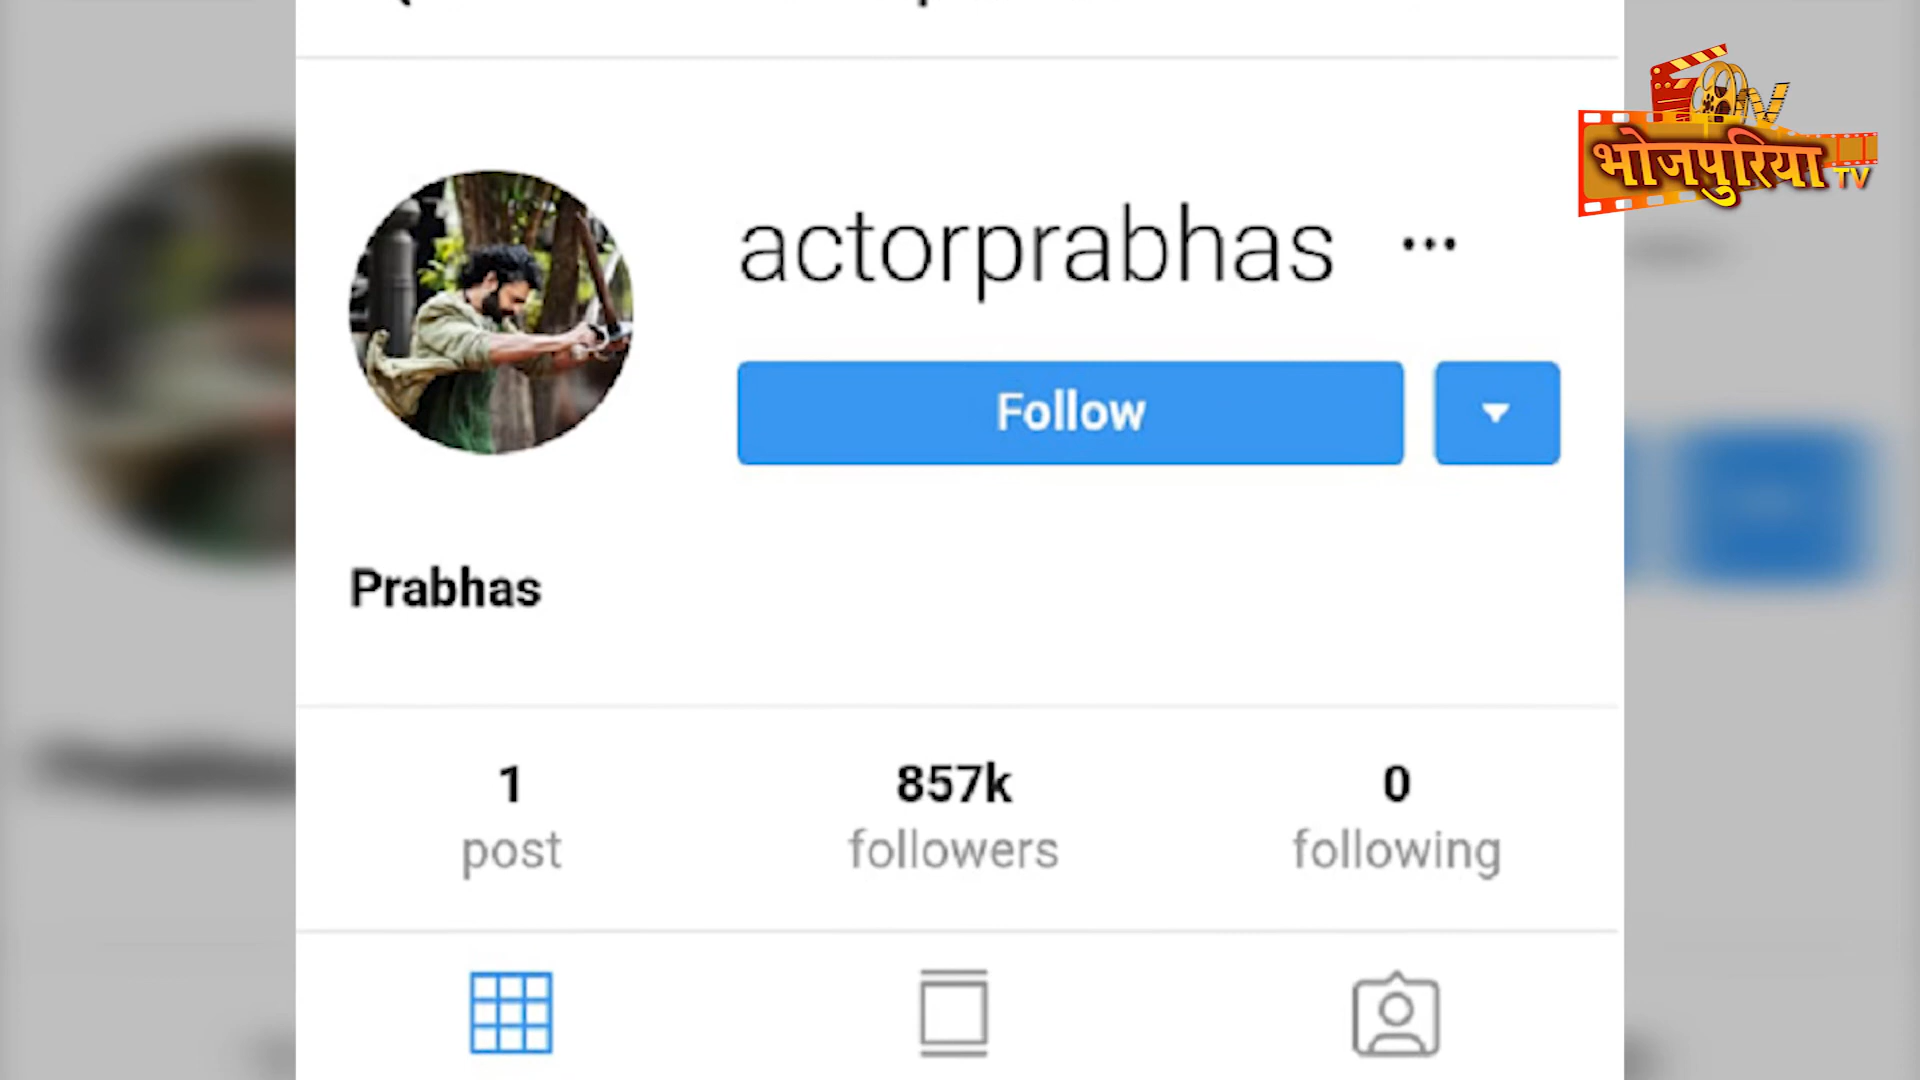 भोजपुरिया TV
actorprabhas
Follow
Prabhas
1
857k
0
post
followers
following